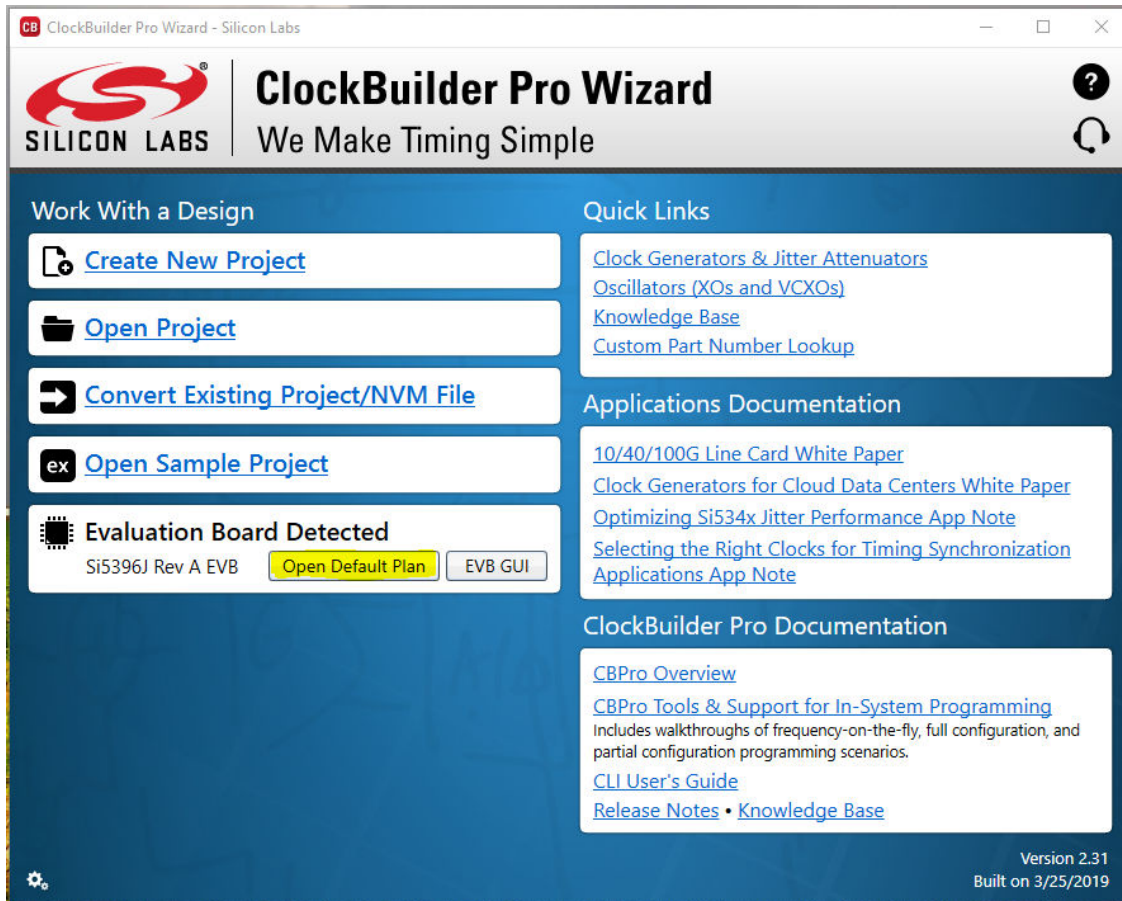 CB ClockBuilder Pro Wizard - Silicon Labs
SILICON LABS®
ClockBuilder Pro Wizard
We Make Timing Simple
?
Work With a Design
Create New Project
Open Project
Convert Existing Project/NVM File
ex Open Sample Project
Evaluation Board Detected
Si5396J Rev A EVB Open Default Plan EVB GUI
Quick Links
Clock Generators & Jitter Attenuators
Oscillators (XOs and VCXOs)
Knowledge Base
Custom Part Number Lookup
Applications Documentation
10/40/100G Line Card White Paper
Clock Generators for Cloud Data Centers White Paper
Optimizing Si534x Jitter Performance App Note
Selecting the Right Clocks for Timing Synchronization
Applications App Note
ClockBuilder Pro Documentation
CBPro Overview
CBPro Tools & Support for In-System Programming
Includes walkthroughs of frequency-on-the-fly, full configuration, and
partial configuration programming scenarios.
CLI User's Guide
Release Notes • Knowledge Base
Version 2.31
Built on 3/25/2019